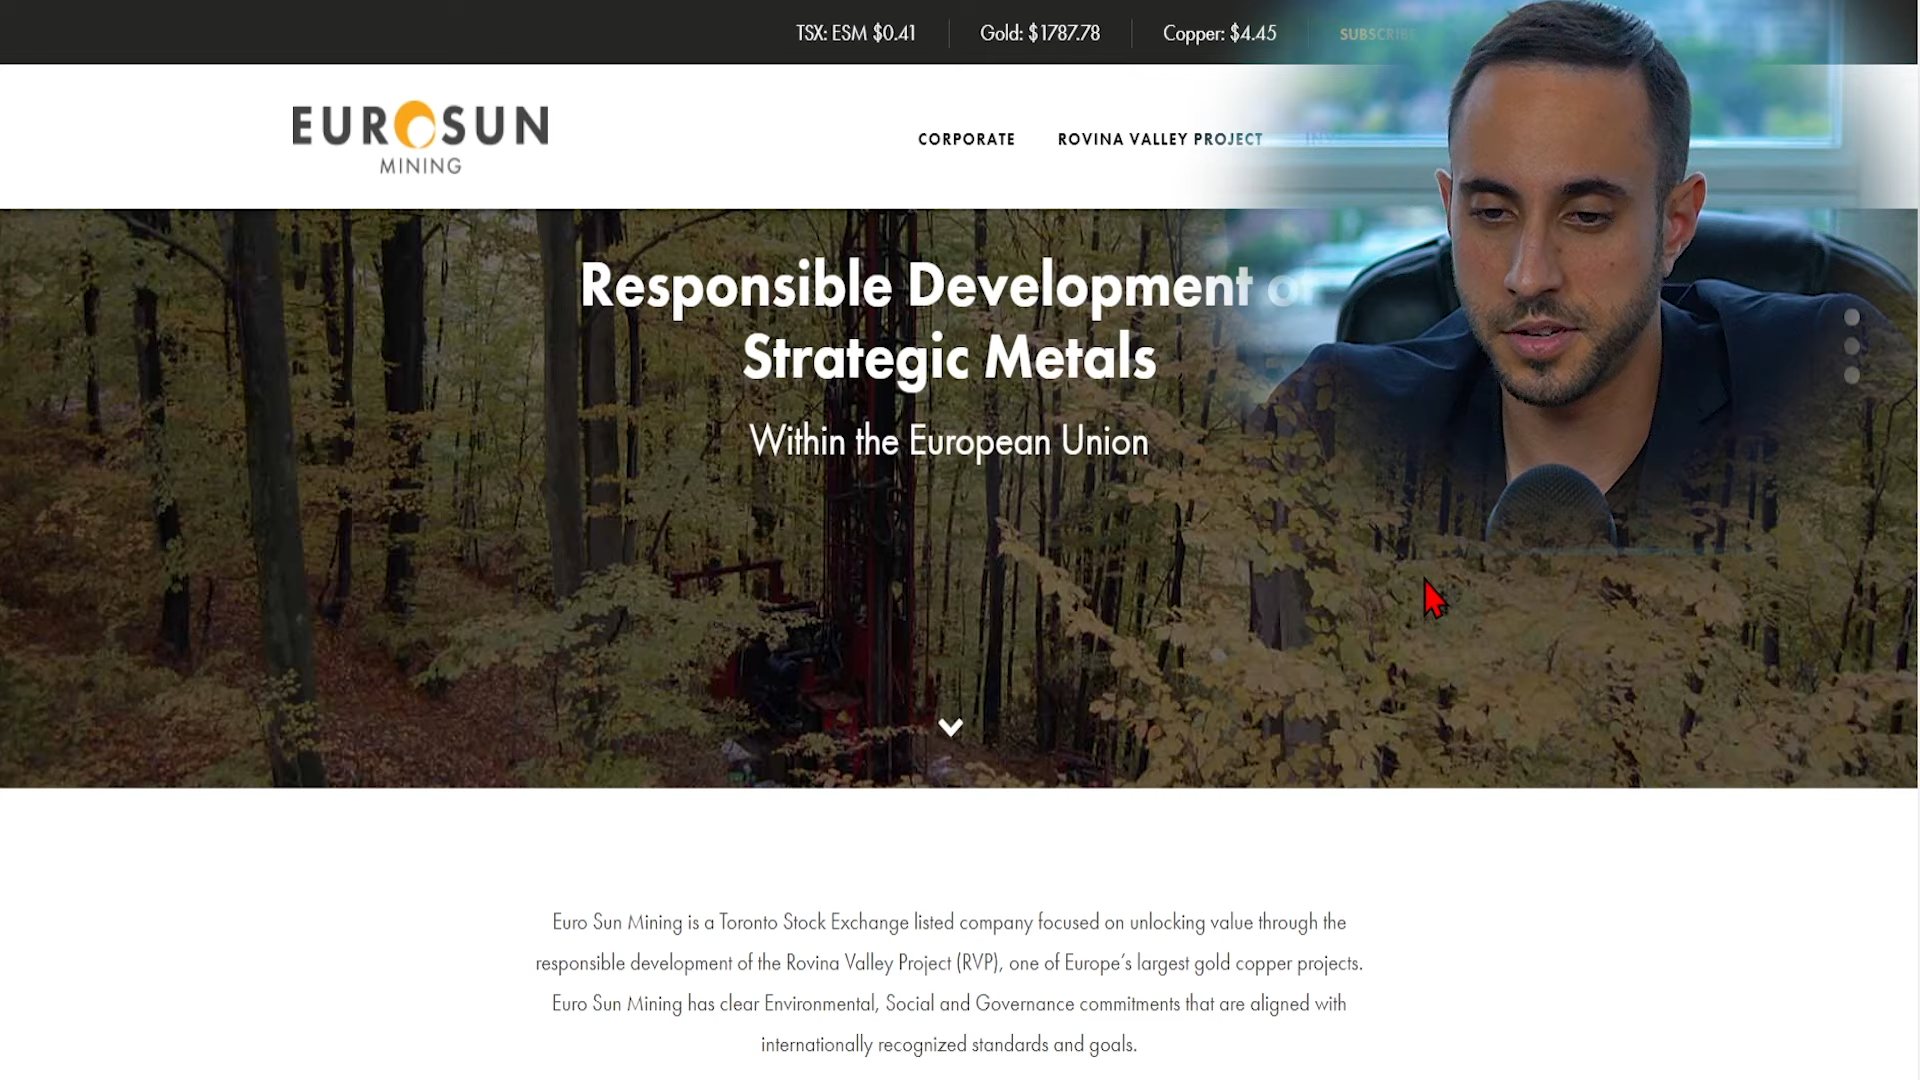 TSX: ESM $0.41
Gold: $1787.78
Copper: $4.45
SUBSCRIBE
EUROSUN
MINING
CORPORATE
ROVINA VALLEY PROJECT
Responsible Development of
Strategic Metals
Within the European Union
Euro Sun Mining is a Toronto Stock Exchange listed company focused on unlocking value through the
responsible development of the Rovina Valley Project (RVP), one of Europe’s largest gold copper projects.
Euro Sun Mining has clear Environmental, Social and Governance commitments that are aligned with
internationally recognized standards and goals.